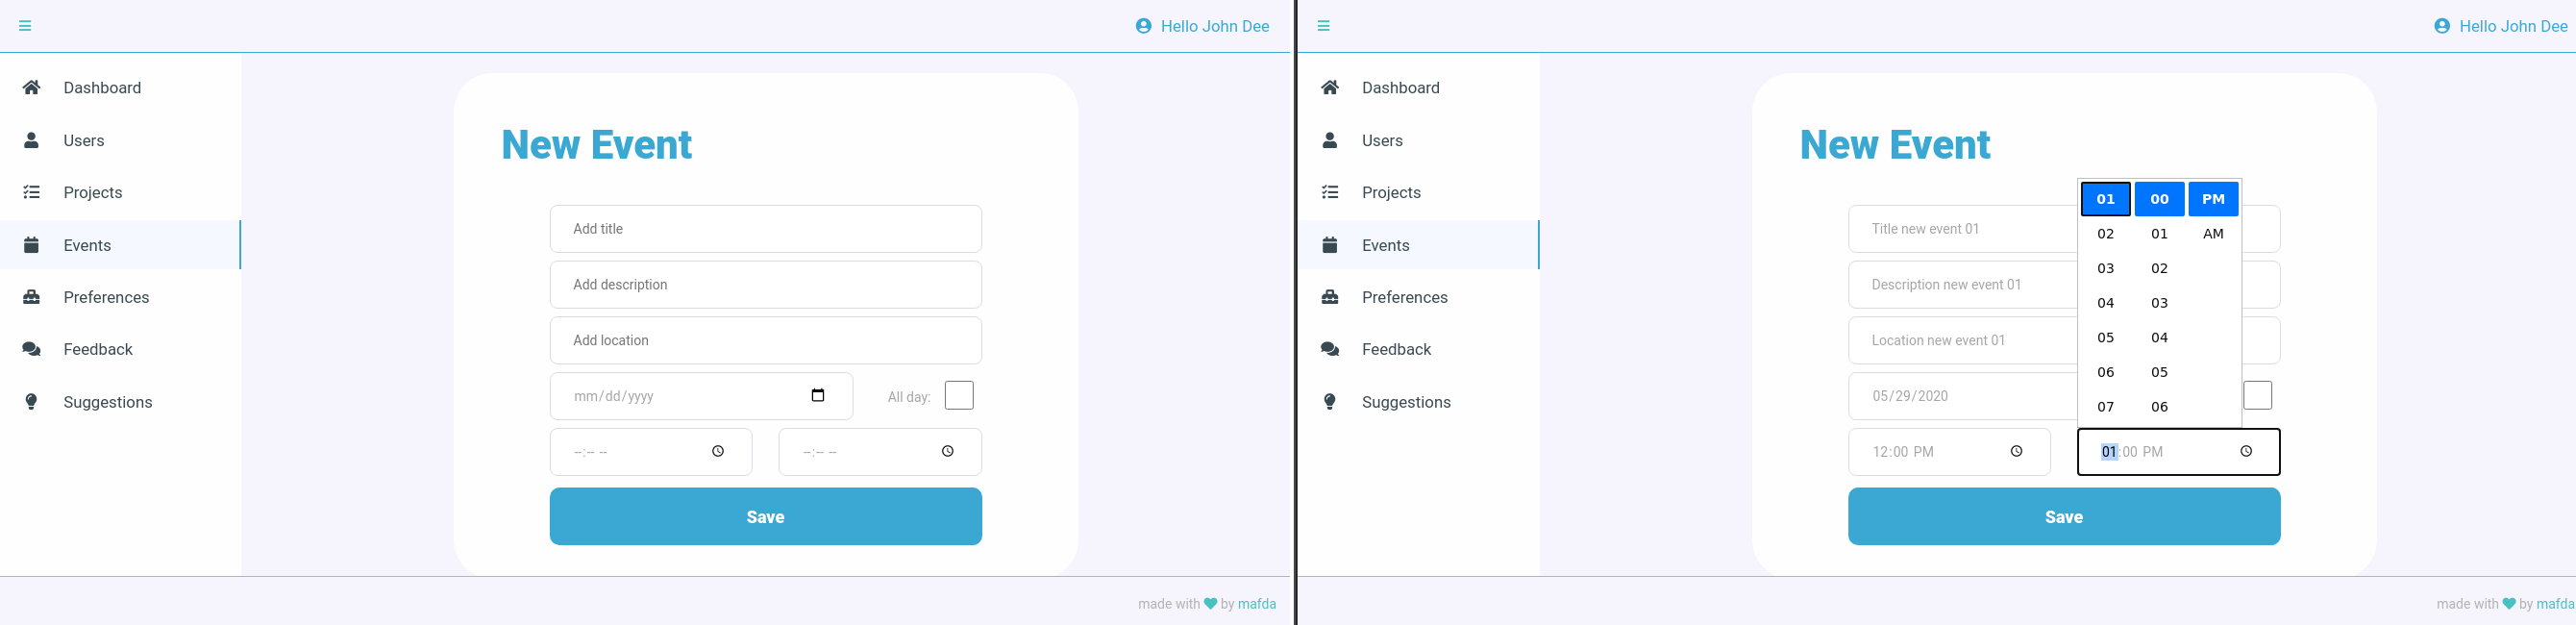 Hello John Dee
Dashboard
Users
Projects
Events
Preferences
Feedback
Suggestions
New Event
Add title
Add description
Add location
mm/dd/yyyy
All day:
--:-- --
--:-- --
Save
made with by mafda
Hello John Dee
Dashboard
Users
Projects
Events
Preferences
Feedback
Suggestions
New Event
Title new event 01
Description new event 01
Location new event 01
05/29/2020
01 00 PM
02 01 AM
03 02
04 03
05 04
06 05
07 06
12:00 PM
01:00 PM
Save
made with by mafda